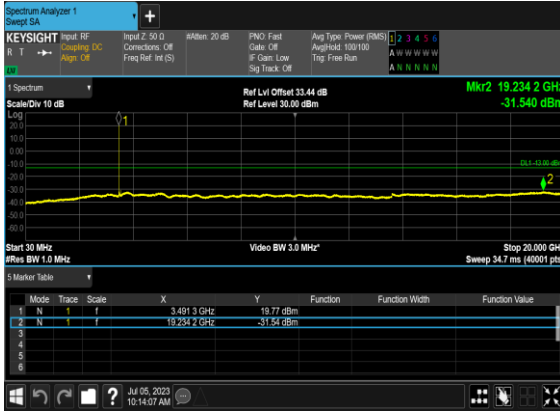 Spectrum Analyzer 1
Swept SA
+
KEYSIGHT Input: RF Input Z: 50 Ω #Atten: 20 dB PNO: Fast Avg Type: Power (RMS) 1 2 3 4 5 6
R T Coupling: DC Corrections: Off Gate: Off Avg|Hold: 100/100 A W W W W W
Align: Off Freq Ref: Int (S) IF Gain: Low Trig: Free Run
Sig Track: Off A N N N N N
1 Spectrum Ref Lvl Offset 33.44 dB Mkr2 19.234 2 GHz
Scale/Div 10 dB Ref Level 30.00 dBm -31.540 dBm
Log
20.0
10.0
0.00
-10.0
-20.0
-30.0
-40.0
-50.0
-60.0
1
DL1 -13.00 dBm
2
Start 30 MHz Video BW 3.0 MHz* Stop 20.000 GH
#Res BW 1.0 MHz Sweep 34.7 ms (40001 pts
5 Marker Table
Mode Trace Scale X Y Function Function Width Function Value
1 N 1 f 3.491 3 GHz 19.77 dBm
2 N 1 f 19.234 2 GHz -31.54 dBm
3
4
5
6
? Jul 05, 2023
10:14:07 AM